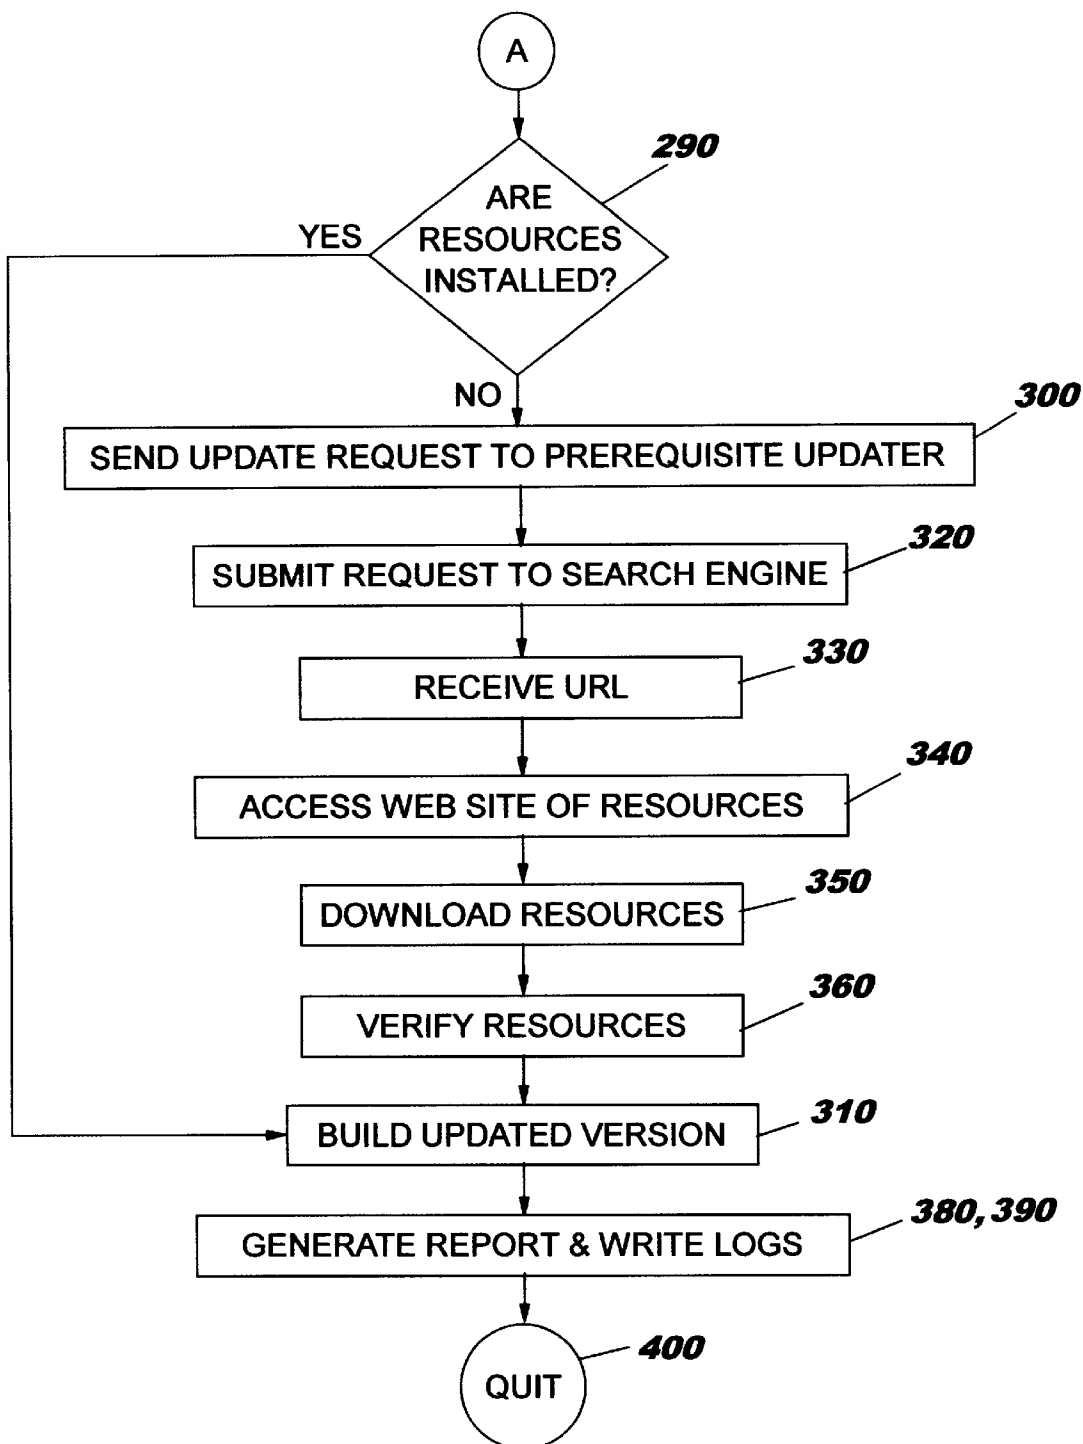 A
290
ARE
RESOURCES
INSTALLED?
YES
NO
300
SEND UPDATE REQUEST TO PREREQUISITE UPDATER
320
SUBMIT REQUEST TO SEARCH ENGINE
330
RECEIVE URL
340
ACCESS WEB SITE OF RESOURCES
350
DOWNLOAD RESOURCES
360
VERIFY RESOURCES
310
BUILD UPDATED VERSION
380, 390
GENERATE REPORT & WRITE LOGS
400
QUIT